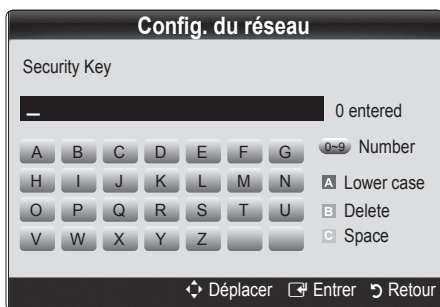 Config. du réseau
Security Key
_ 0 entered
A B C D E F G 0~9 Number
H I J K L M N A Lower case
O P Q R S T U B Delete
V W X Y Z C Space
Déplacer Entrer Retour